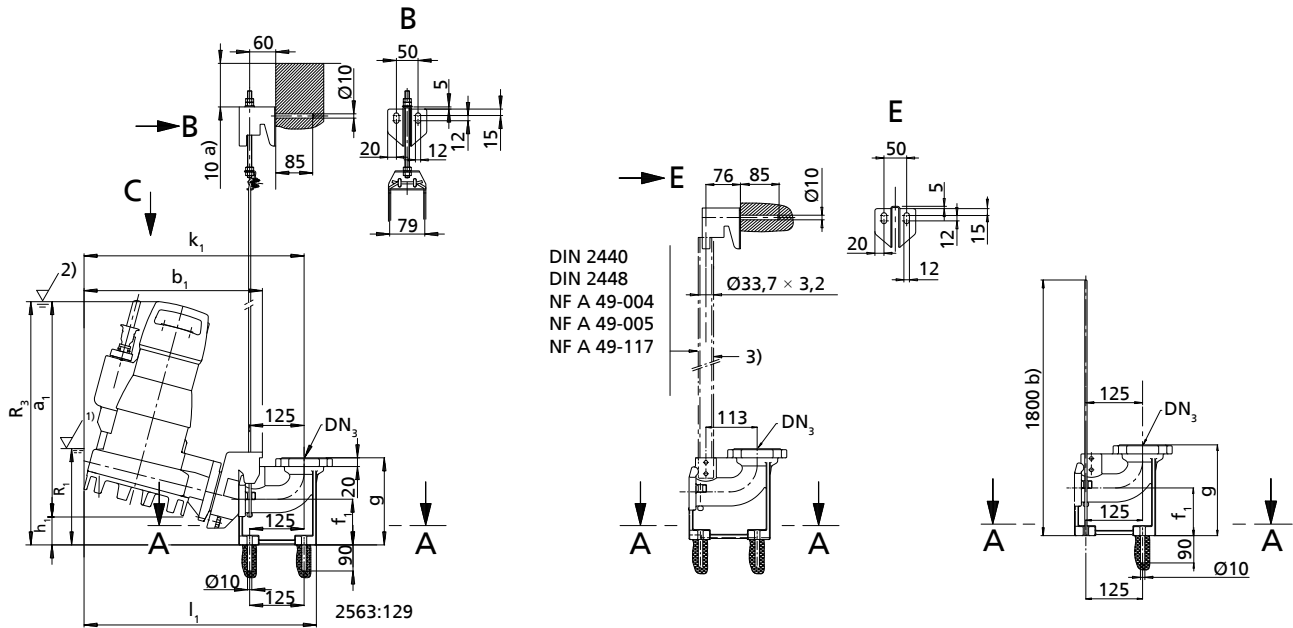 B
60
50
Ø10
5
B
12
15
10 a)
85
20
12
C
79
k₁
b₁
2)
R₃
a₁
1)
R₁
h₁
125
DN₃
20
g
f₁
125
A
A
90
Ø10
125
l₁
2563:129
E
76
85
Ø10
DIN 2440
DIN 2448
NF A 49-004
NF A 49-005
NF A 49-117
Ø33,7 × 3,2
3)
113
DN₃
A
A
E
50
5
12
15
20
12
1800 b)
125
DN₃
g
125
f₁
A
A
90
Ø10
125